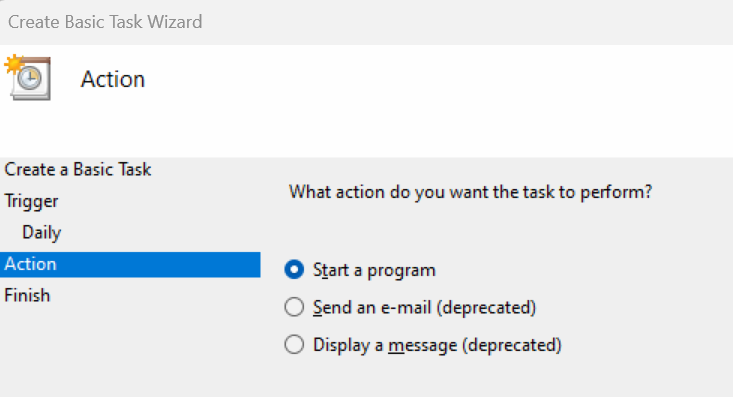 Create Basic Task Wizard
Action
Create a Basic Task
Trigger
Daily
Action
Finish
What action do you want the task to perform?
Start a program
Send an e-mail (deprecated)
Display a message (deprecated)